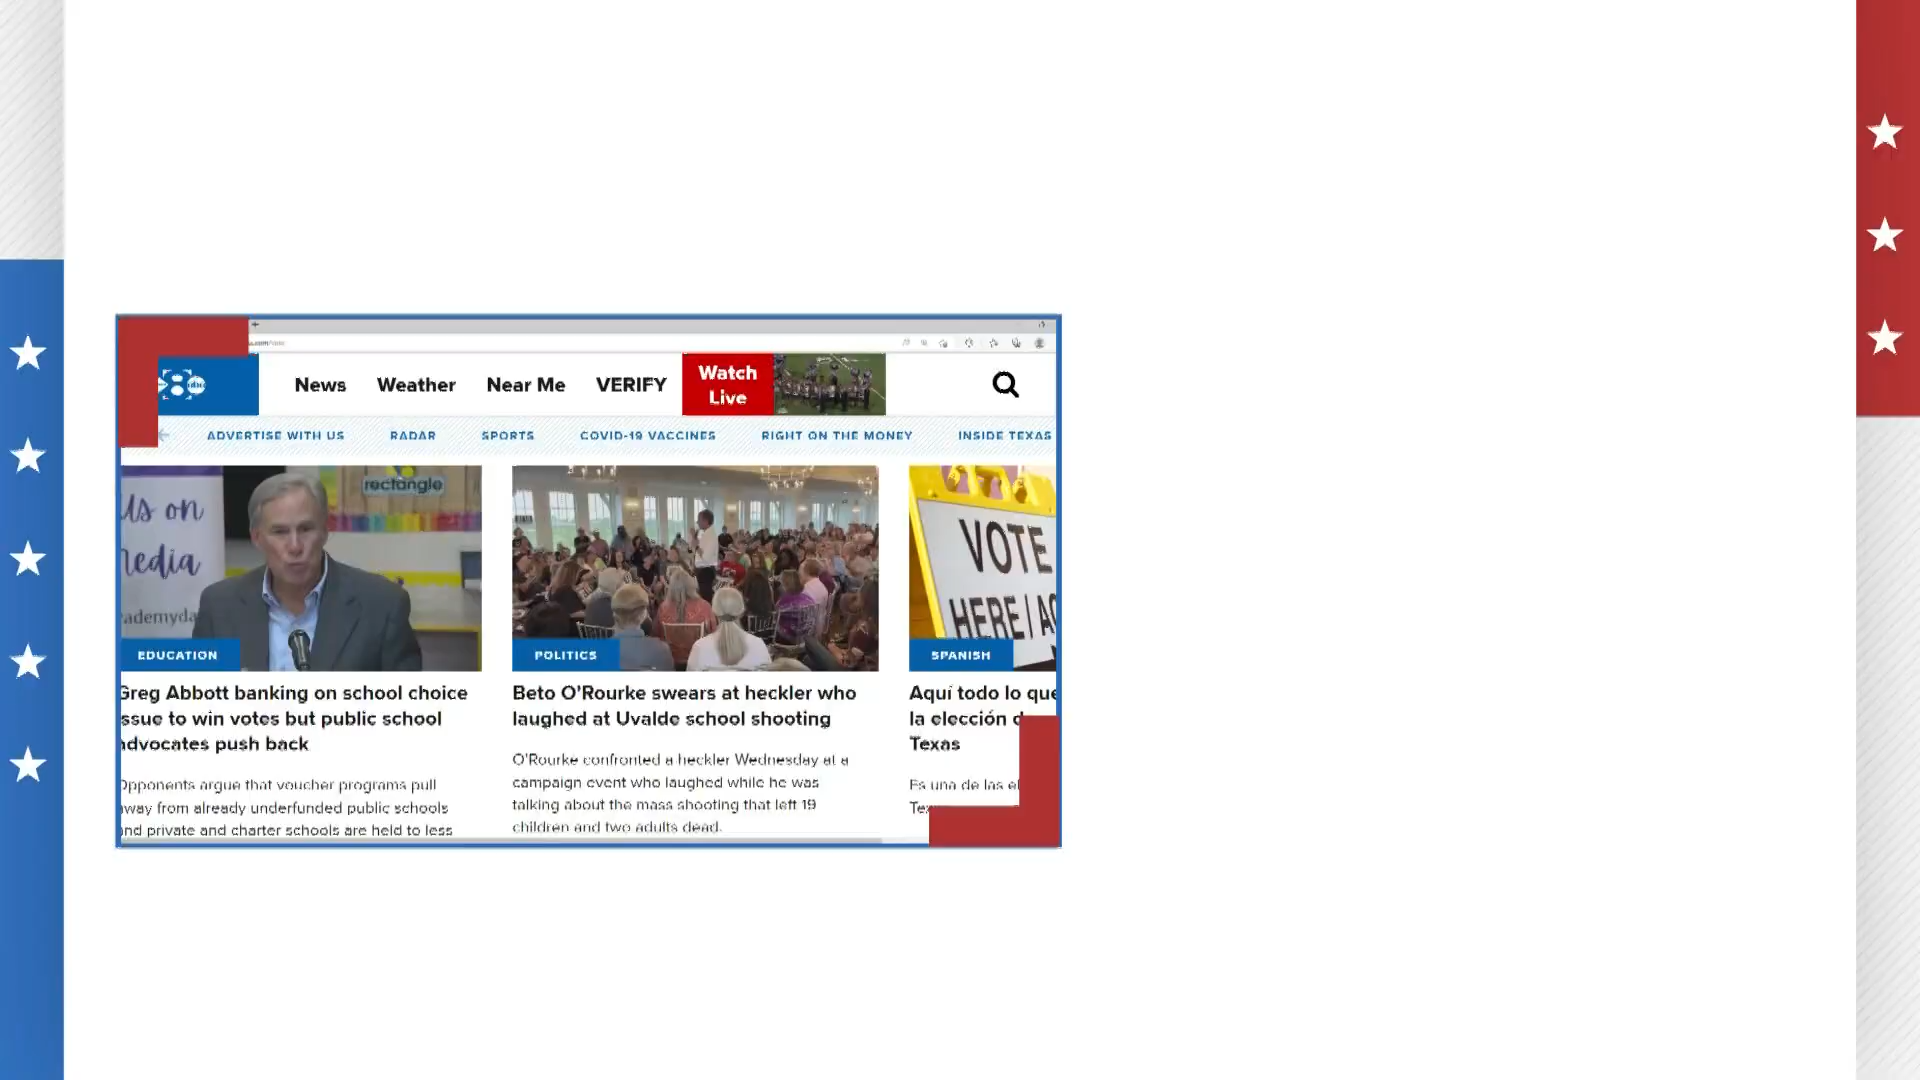 8 abc
News Weather Near Me VERIFY Watch Live
ADVERTISE WITH US RADAR SPORTS COVID-19 VACCINES RIGHT ON THE MONEY INSIDE TEXAS
Us on
Media
rectangle
VOTE
HERE/
EDUCATION
Greg Abbott banking on school choice
issue to win votes but public school
advocates push back
Opponents argue that voucher programs pull
away from already underfunded public schools
and private and charter schools are held to less
POLITICS
Beto O'Rourke swears at heckler who
laughed at Uvalde school shooting
O'Rourke confronted a heckler Wednesday at a
campaign event who laughed while he was
talking about the mass shooting that left 19
children and two adults dead.
SPANISH
Aquí todo lo que
la elección
Texas
Es una de las